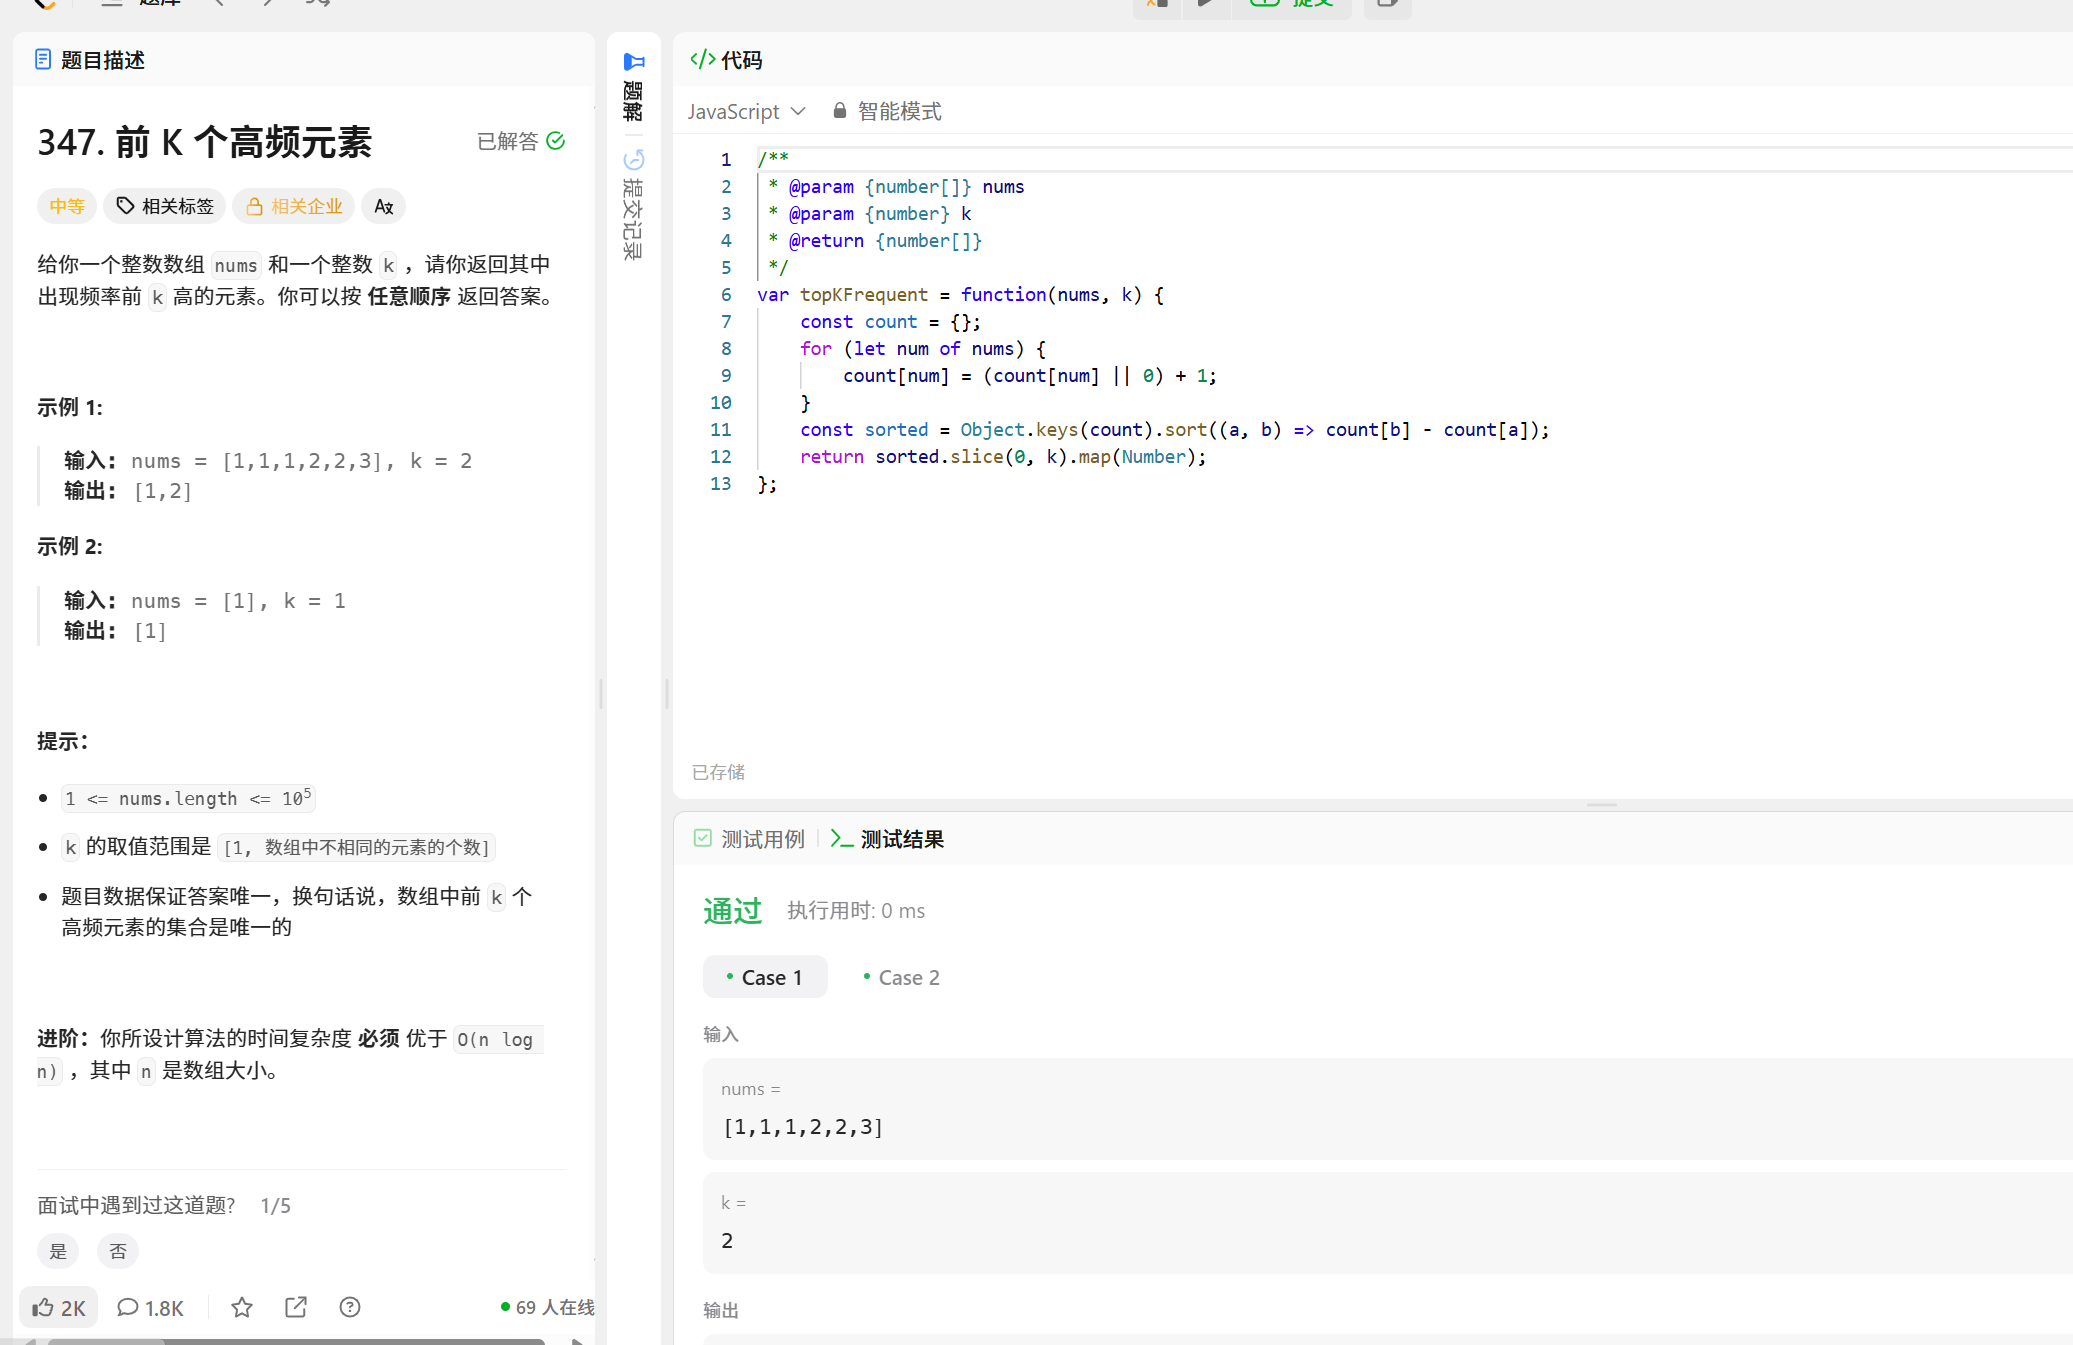 题目描述
347. 前 K 个高频元素
已解答
中等
相关标签
相关企业
给你一个整数数组 nums 和一个整数 k ，请你返回其中
出现频率前 k 高的元素。你可以按 任意顺序 返回答案。
示例 1:
输入: nums = [1,1,1,2,2,3], k = 2
输出: [1,2]
示例 2:
输入: nums = [1], k = 1
输出: [1]
提示：
1 <= nums.length <= 10⁵
k 的取值范围是 [1, 数组中不相同的元素的个数]
题目数据保证答案唯一，换句话说，数组中前 k 个
高频元素的集合是唯一的
进阶：你所设计算法的时间复杂度 必须 优于 O(n log
n) ，其中 n 是数组大小。
面试中遇到过这道题? 1/5
是
否
2K
1.8K
69 人在线
题解
提交记录
</> 代码
JavaScript
智能模式
1 /**
2  * @param {number[]} nums
3  * @param {number} k
4  * @return {number[]}
5  */
6 var topKFrequent = function(nums, k) {
7     const count = {};
8     for (let num of nums) {
9         count[num] = (count[num] || 0) + 1;
10     }
11     const sorted = Object.keys(count).sort((a, b) => count[b] - count[a]);
12     return sorted.slice(0, k).map(Number);
13 };
已存储
测试用例
测试结果
通过
执行用时: 0 ms
Case 1
Case 2
输入
nums =
[1,1,1,2,2,3]
k =
2
输出